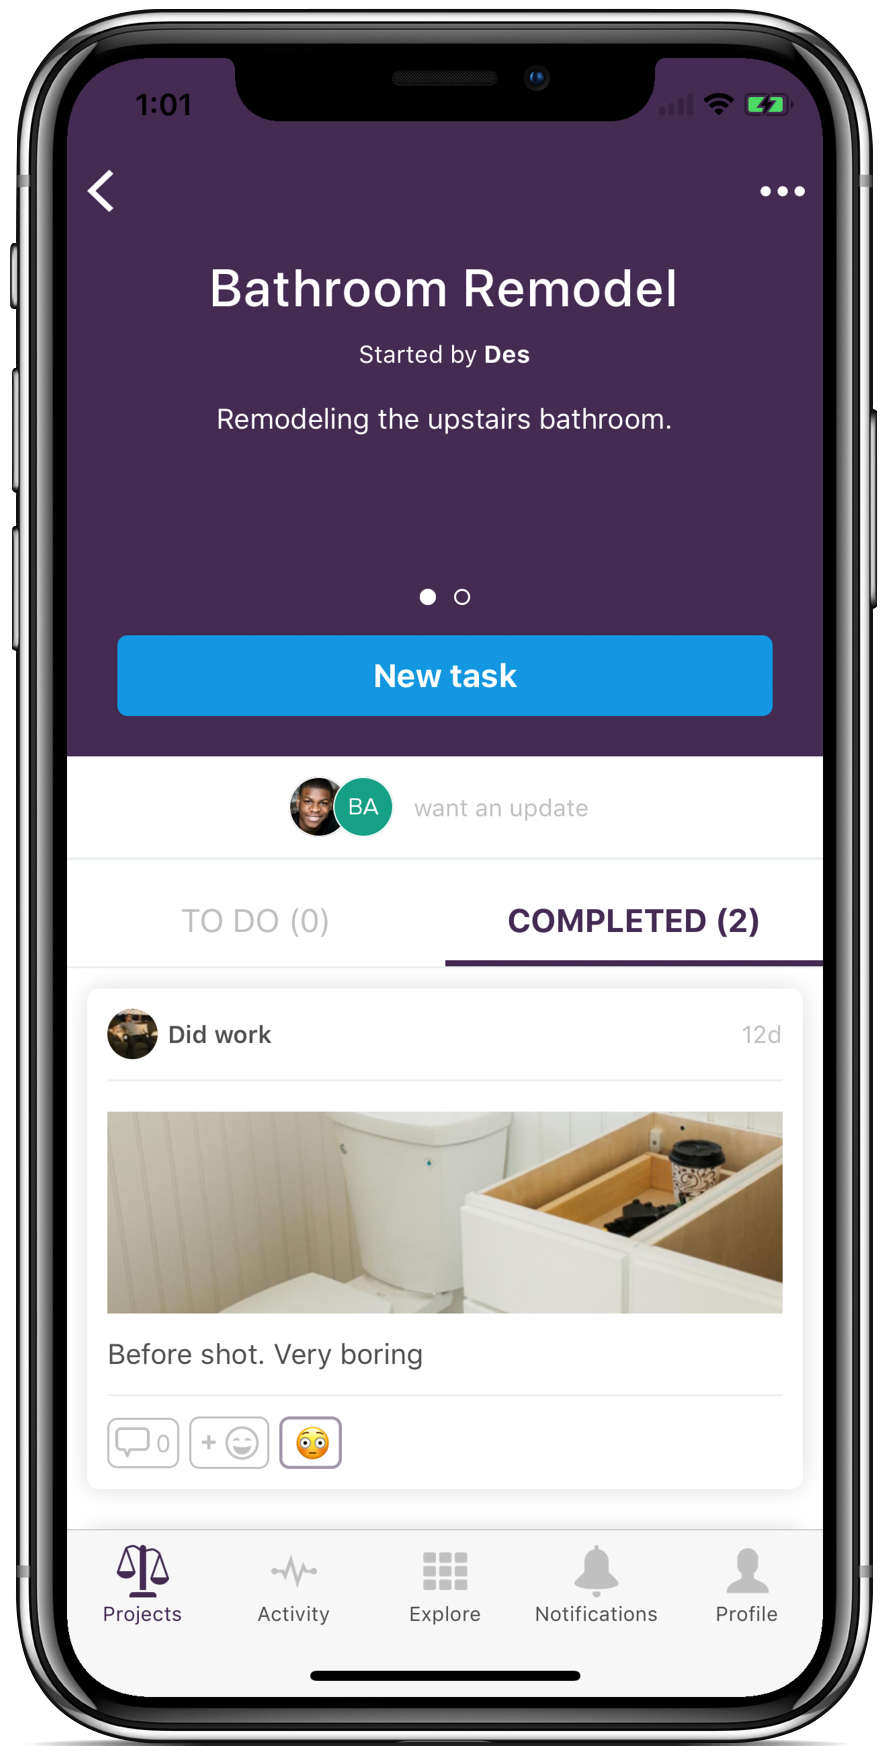 1:01
Bathroom Remodel
Started by Des
Remodeling the upstairs bathroom.
New task
BA want an update
TO DO (0) COMPLETED (2)
Did work 12d
Before shot. Very boring
0 +
Projects Activity Explore Notifications Profile